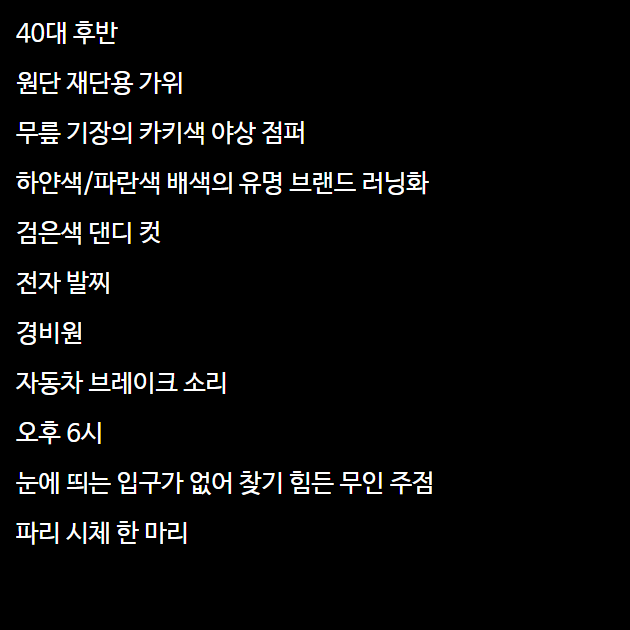 40대 후반
원단 재단용 가위
무릎 기장의 카키색 야상 점퍼
하얀색/파란색 배색의 유명 브랜드 러닝화
검은색 댄디 컷
전자 발찌
경비원
자동차 브레이크 소리
오후 6시
눈에 띄는 입구가 없어 찾기 힘든 무인 주점
파리 시체 한 마리